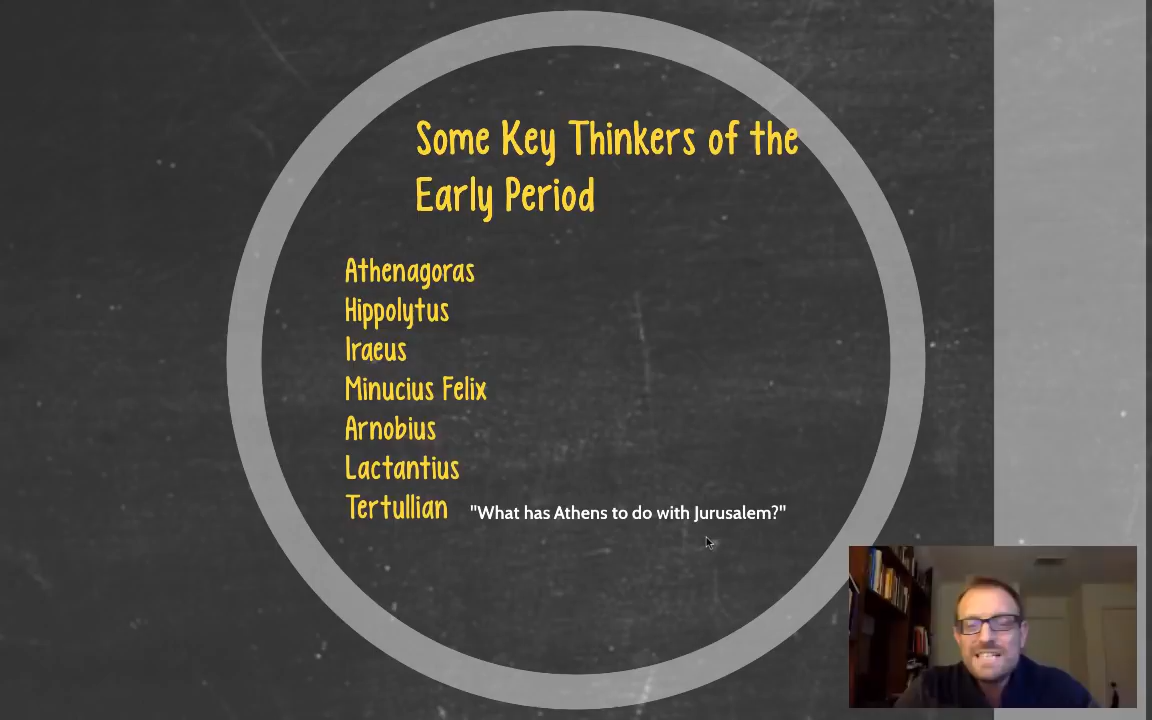 Some Key Thinkers of the
Early Period
Athenagoras
Hippolytus
Iraeus
Minucius Felix
Arnobius
Lactantius
Tertullian "What has Athens to do with Jurusalem?"